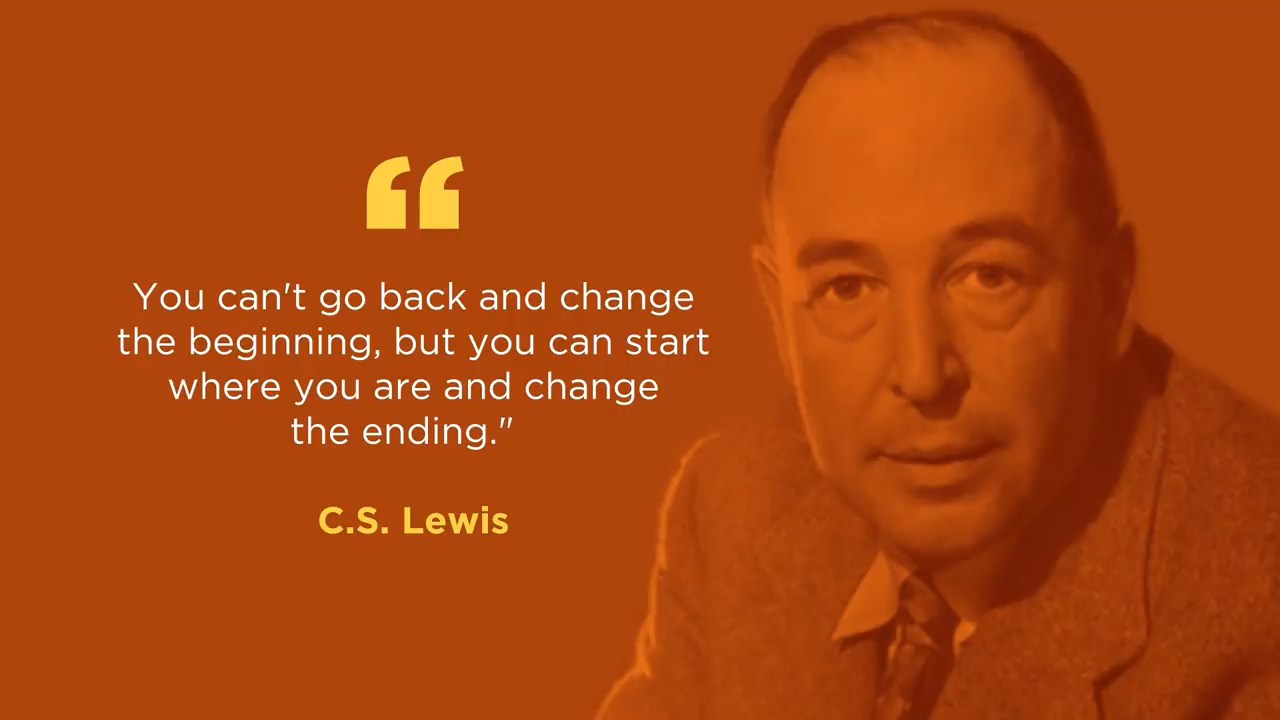 “
You can't go back and change
the beginning, but you can start
where you are and change
the ending."
C.S. Lewis